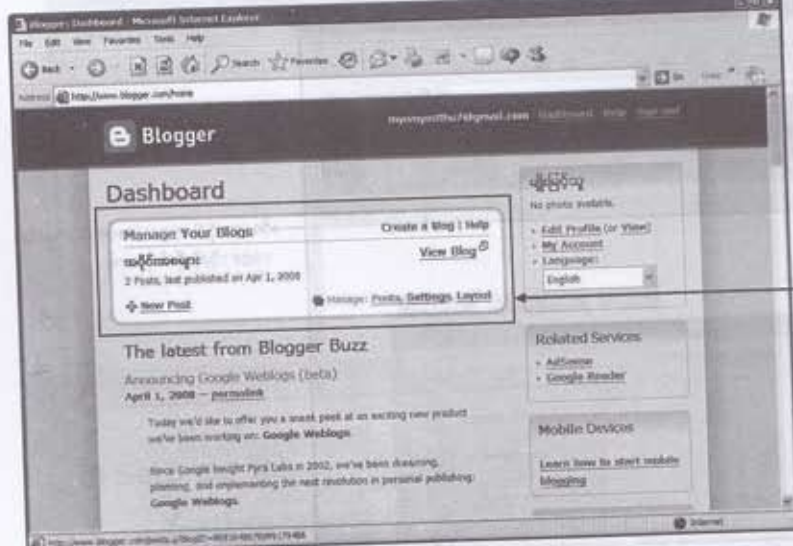 Blogger: Dashboard - Microsoft Internet Explorer
File Edit View Favorites Tools Help
Back Search Favorites
Address http://www.blogger.com/home Go
Blogger
Dashboard Help
Dashboard
Manage Your Blogs Create a Blog | Help
View Blog
2 Posts, last published on Apr 1, 2008
New Post Manage: Posts, Settings, Layout
The latest from Blogger Buzz
Announcing Google Weblogs (beta)
April 1, 2008 — permalink
Today we'd like to offer you a sneak peek at an exciting new product
we've been working on: Google Weblogs.
Since Google bought Pyra Labs in 2002, we've been dreaming,
planning, and implementing the next revolution in personal publishing:
Google Weblogs.
No photo available.
Edit Profile (or View)
My Account
Language:
English
Related Services
AdSense
Google Reader
Mobile Devices
Learn how to start mobile
blogging
Internet